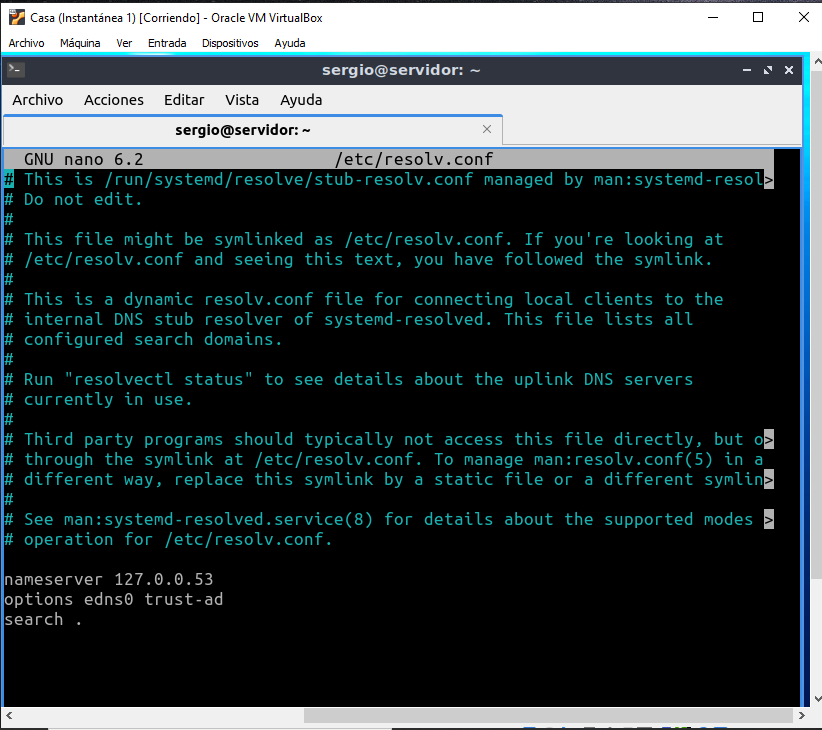 Casa (Instantánea 1) [Corriendo] - Oracle VM VirtualBox
Archivo Máquina Ver Entrada Dispositivos Ayuda
sergio@servidor: ~
Archivo Acciones Editar Vista Ayuda
sergio@servidor: ~
GNU nano 6.2 /etc/resolv.conf
# This is /run/systemd/resolve/stub-resolv.conf managed by man:systemd-resol>
# Do not edit.
#
# This file might be symlinked as /etc/resolv.conf. If you're looking at
# /etc/resolv.conf and seeing this text, you have followed the symlink.
#
# This is a dynamic resolv.conf file for connecting local clients to the
# internal DNS stub resolver of systemd-resolved. This file lists all
# configured search domains.
#
# Run "resolvectl status" to see details about the uplink DNS servers
# currently in use.
#
# Third party programs should typically not access this file directly, but o>
# through the symlink at /etc/resolv.conf. To manage man:resolv.conf(5) in a
# different way, replace this symlink by a static file or a different symlin>
#
# See man:systemd-resolved.service(8) for details about the supported modes >
# operation for /etc/resolv.conf.
nameserver 127.0.0.53
options edns0 trust-ad
search .